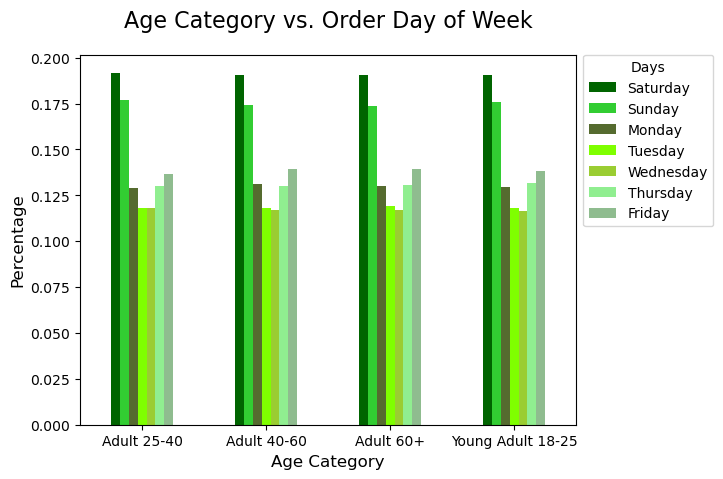 Age Category vs. Order Day of Week
Percentage
0.200
0.175
0.150
0.125
0.100
0.075
0.050
0.025
0.000
Adult 25-40
Adult 40-60
Adult 60+
Young Adult 18-25
Age Category
Days
Saturday
Sunday
Monday
Tuesday
Wednesday
Thursday
Friday